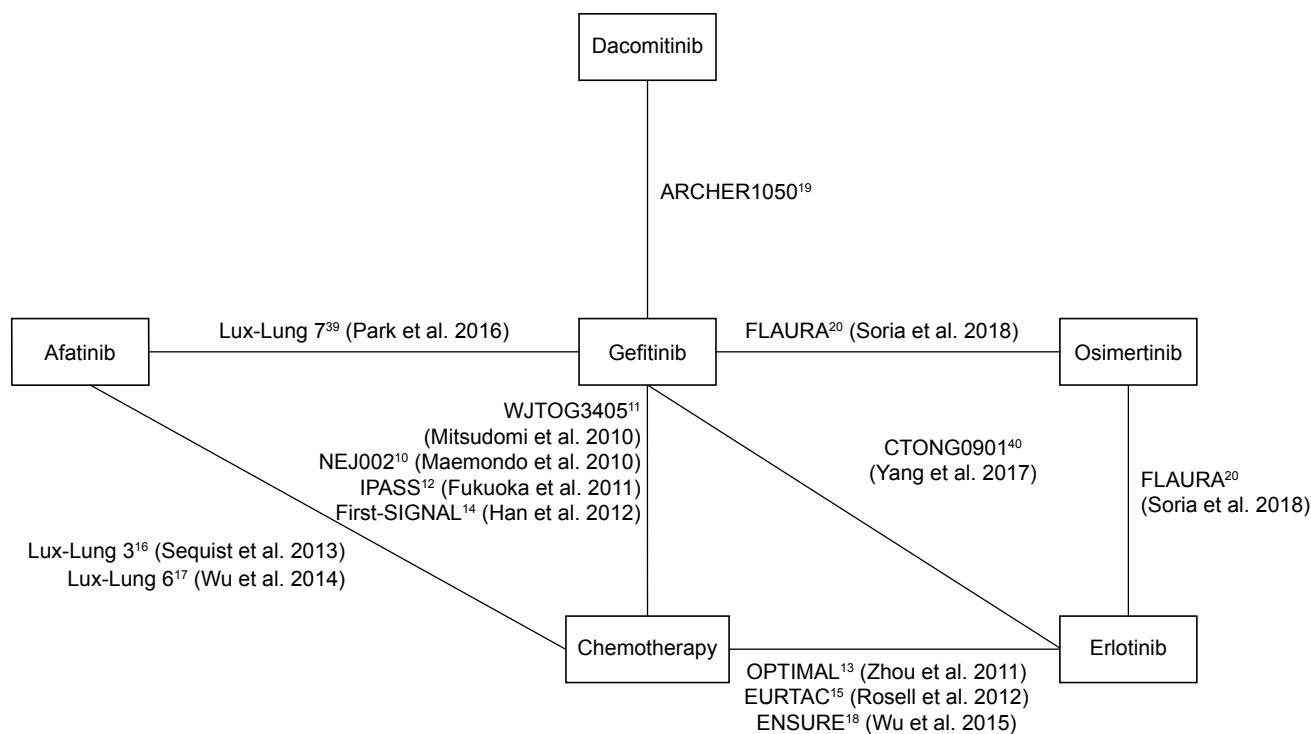 Dacomitinib
ARCHER1050¹⁹
Lux-Lung 7³⁹ (Park et al. 2016)
FLAURA²⁰ (Soria et al. 2018)
Afatinib
Gefitinib
Osimertinib
WJTOG3405¹¹
(Mitsudomi et al. 2010)
NEJ002¹⁰ (Maemondo et al. 2010)
IPASS¹² (Fukuoka et al. 2011)
First-SIGNAL¹⁴ (Han et al. 2012)
CTONG0901⁴⁰
(Yang et al. 2017)
FLAURA²⁰
(Soria et al. 2018)
Lux-Lung 3¹⁶ (Sequist et al. 2013)
Lux-Lung 6¹⁷ (Wu et al. 2014)
Chemotherapy
Erlotinib
OPTIMAL¹³ (Zhou et al. 2011)
EURTAC¹⁵ (Rosell et al. 2012)
ENSURE¹⁸ (Wu et al. 2015)